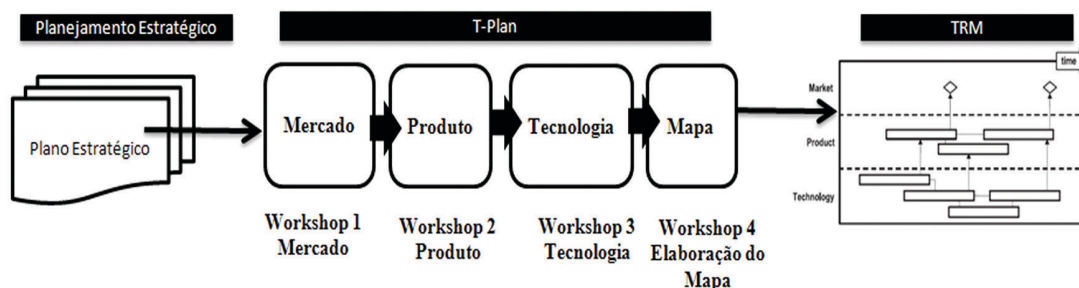 Planejamento Estratégico
T-Plan
TRM
Plano Estratégico
Mercado
Produto
Tecnologia
Mapa
Workshop 1
Mercado
Workshop 2
Produto
Workshop 3
Tecnologia
Workshop 4
Elaboração do
Mapa
time
Market
Product
Technology